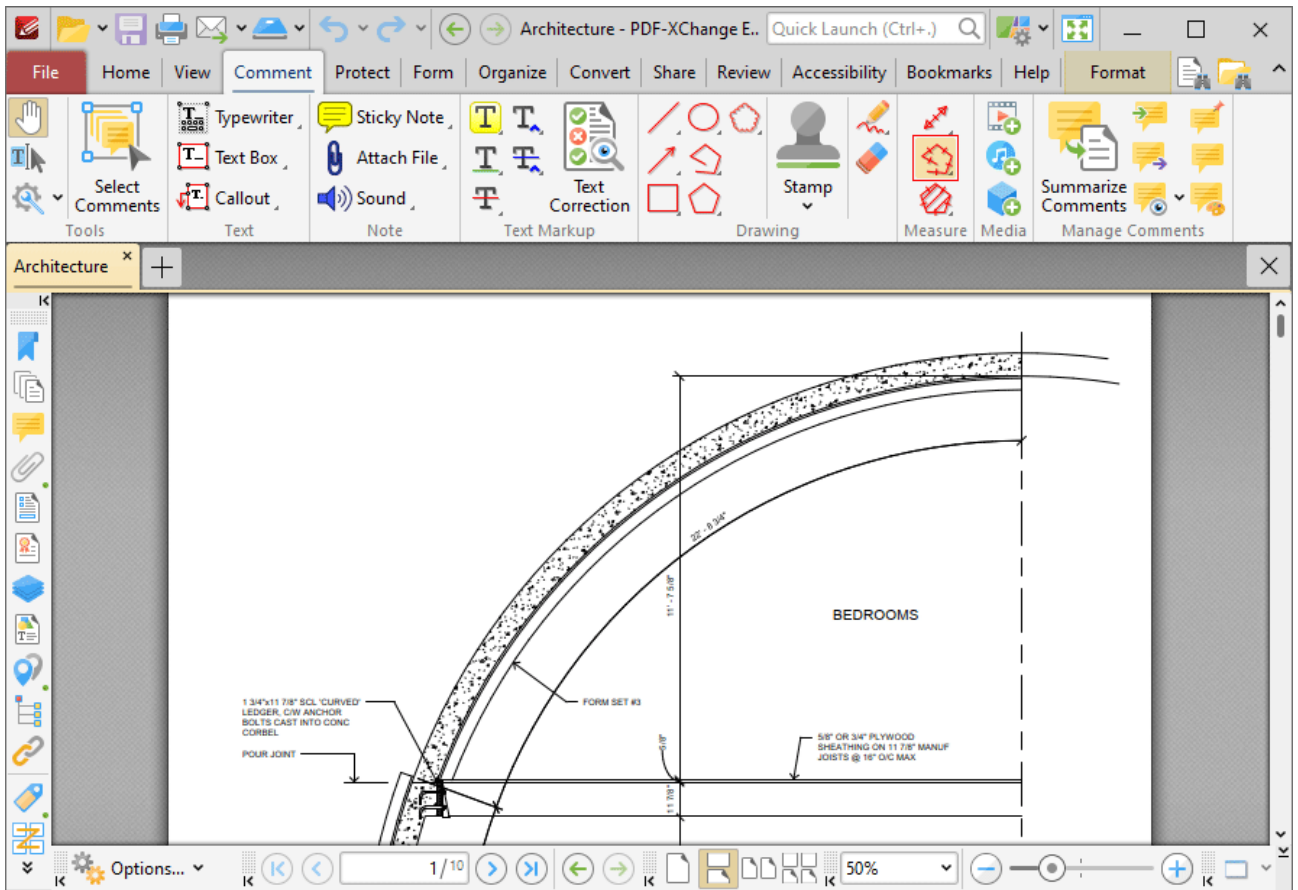 Architecture - PDF-XChange E..
Quick Launch (Ctrl+.)
File Home View Comment Protect Form Organize Convert Share Review Accessibility Bookmarks Help Format
Typewriter
Text Box
Callout
Sticky Note
Attach File
Sound
Select
Comments
Text
Correction
Stamp
Summarize
Comments
Tools Text Note Text Markup Drawing Measure Media Manage Comments
Architecture
22' - 8 3/4"
11' - 7 5/8"
BEDROOMS
1 3/4"x11 7/8" SCL 'CURVED'
LEDGER, C/W ANCHOR
BOLTS CAST INTO CONC
CORBEL
POUR JOINT
FORM SET #3
5/8"
5/8" OR 3/4" PLYWOOD
SHEATHING ON 11 7/8" MANUF
JOISTS @ 16" O/C MAX
11 7/8"
Options...
1/10
50%